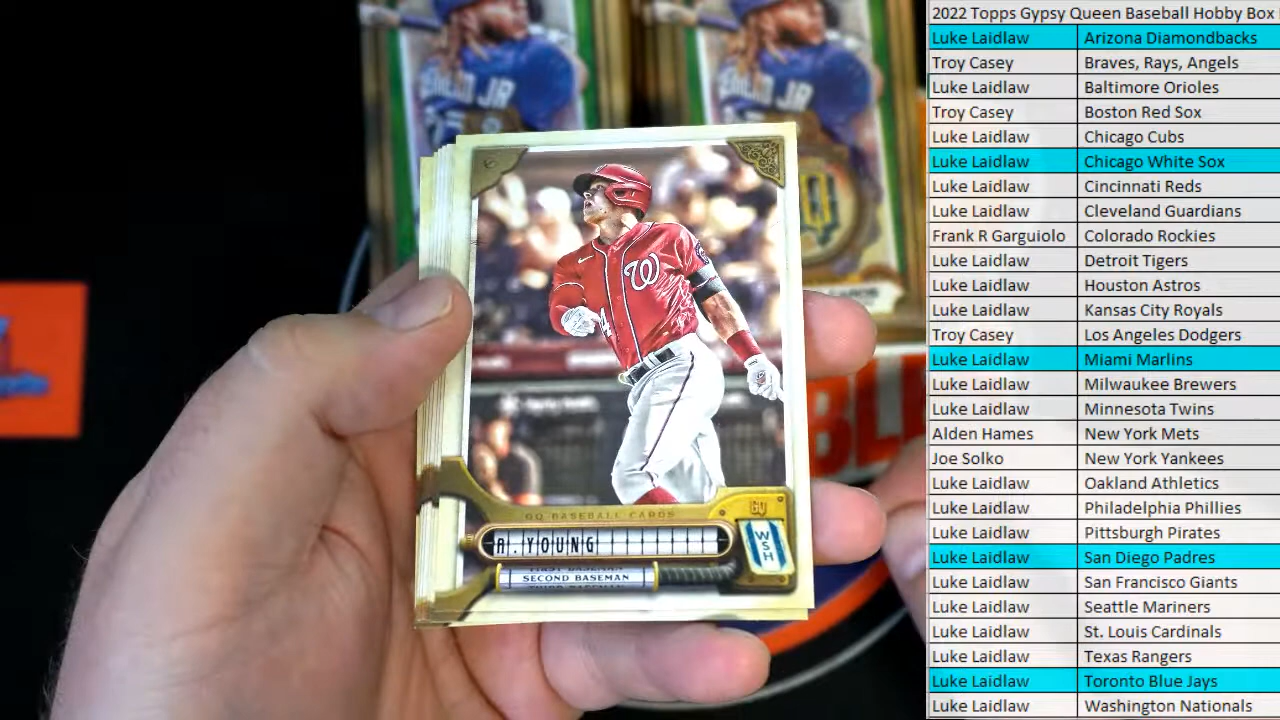 W
GQ BASEBALL CARDS
GQ
A. YOUNG
WSH
FIRST BASEMAN
SECOND BASEMAN
THIRD BASEMAN
2022 Topps Gypsy Queen Baseball Hobby Box
Luke Laidlaw Arizona Diamondbacks
Troy Casey Braves, Rays, Angels
Luke Laidlaw Baltimore Orioles
Troy Casey Boston Red Sox
Luke Laidlaw Chicago Cubs
Luke Laidlaw Chicago White Sox
Luke Laidlaw Cincinnati Reds
Luke Laidlaw Cleveland Guardians
Frank R Garguiolo Colorado Rockies
Luke Laidlaw Detroit Tigers
Luke Laidlaw Houston Astros
Luke Laidlaw Kansas City Royals
Troy Casey Los Angeles Dodgers
Luke Laidlaw Miami Marlins
Luke Laidlaw Milwaukee Brewers
Luke Laidlaw Minnesota Twins
Alden Hames New York Mets
Joe Solko New York Yankees
Luke Laidlaw Oakland Athletics
Luke Laidlaw Philadelphia Phillies
Luke Laidlaw Pittsburgh Pirates
Luke Laidlaw San Diego Padres
Luke Laidlaw San Francisco Giants
Luke Laidlaw Seattle Mariners
Luke Laidlaw St. Louis Cardinals
Luke Laidlaw Texas Rangers
Luke Laidlaw Toronto Blue Jays
Luke Laidlaw Washington Nationals